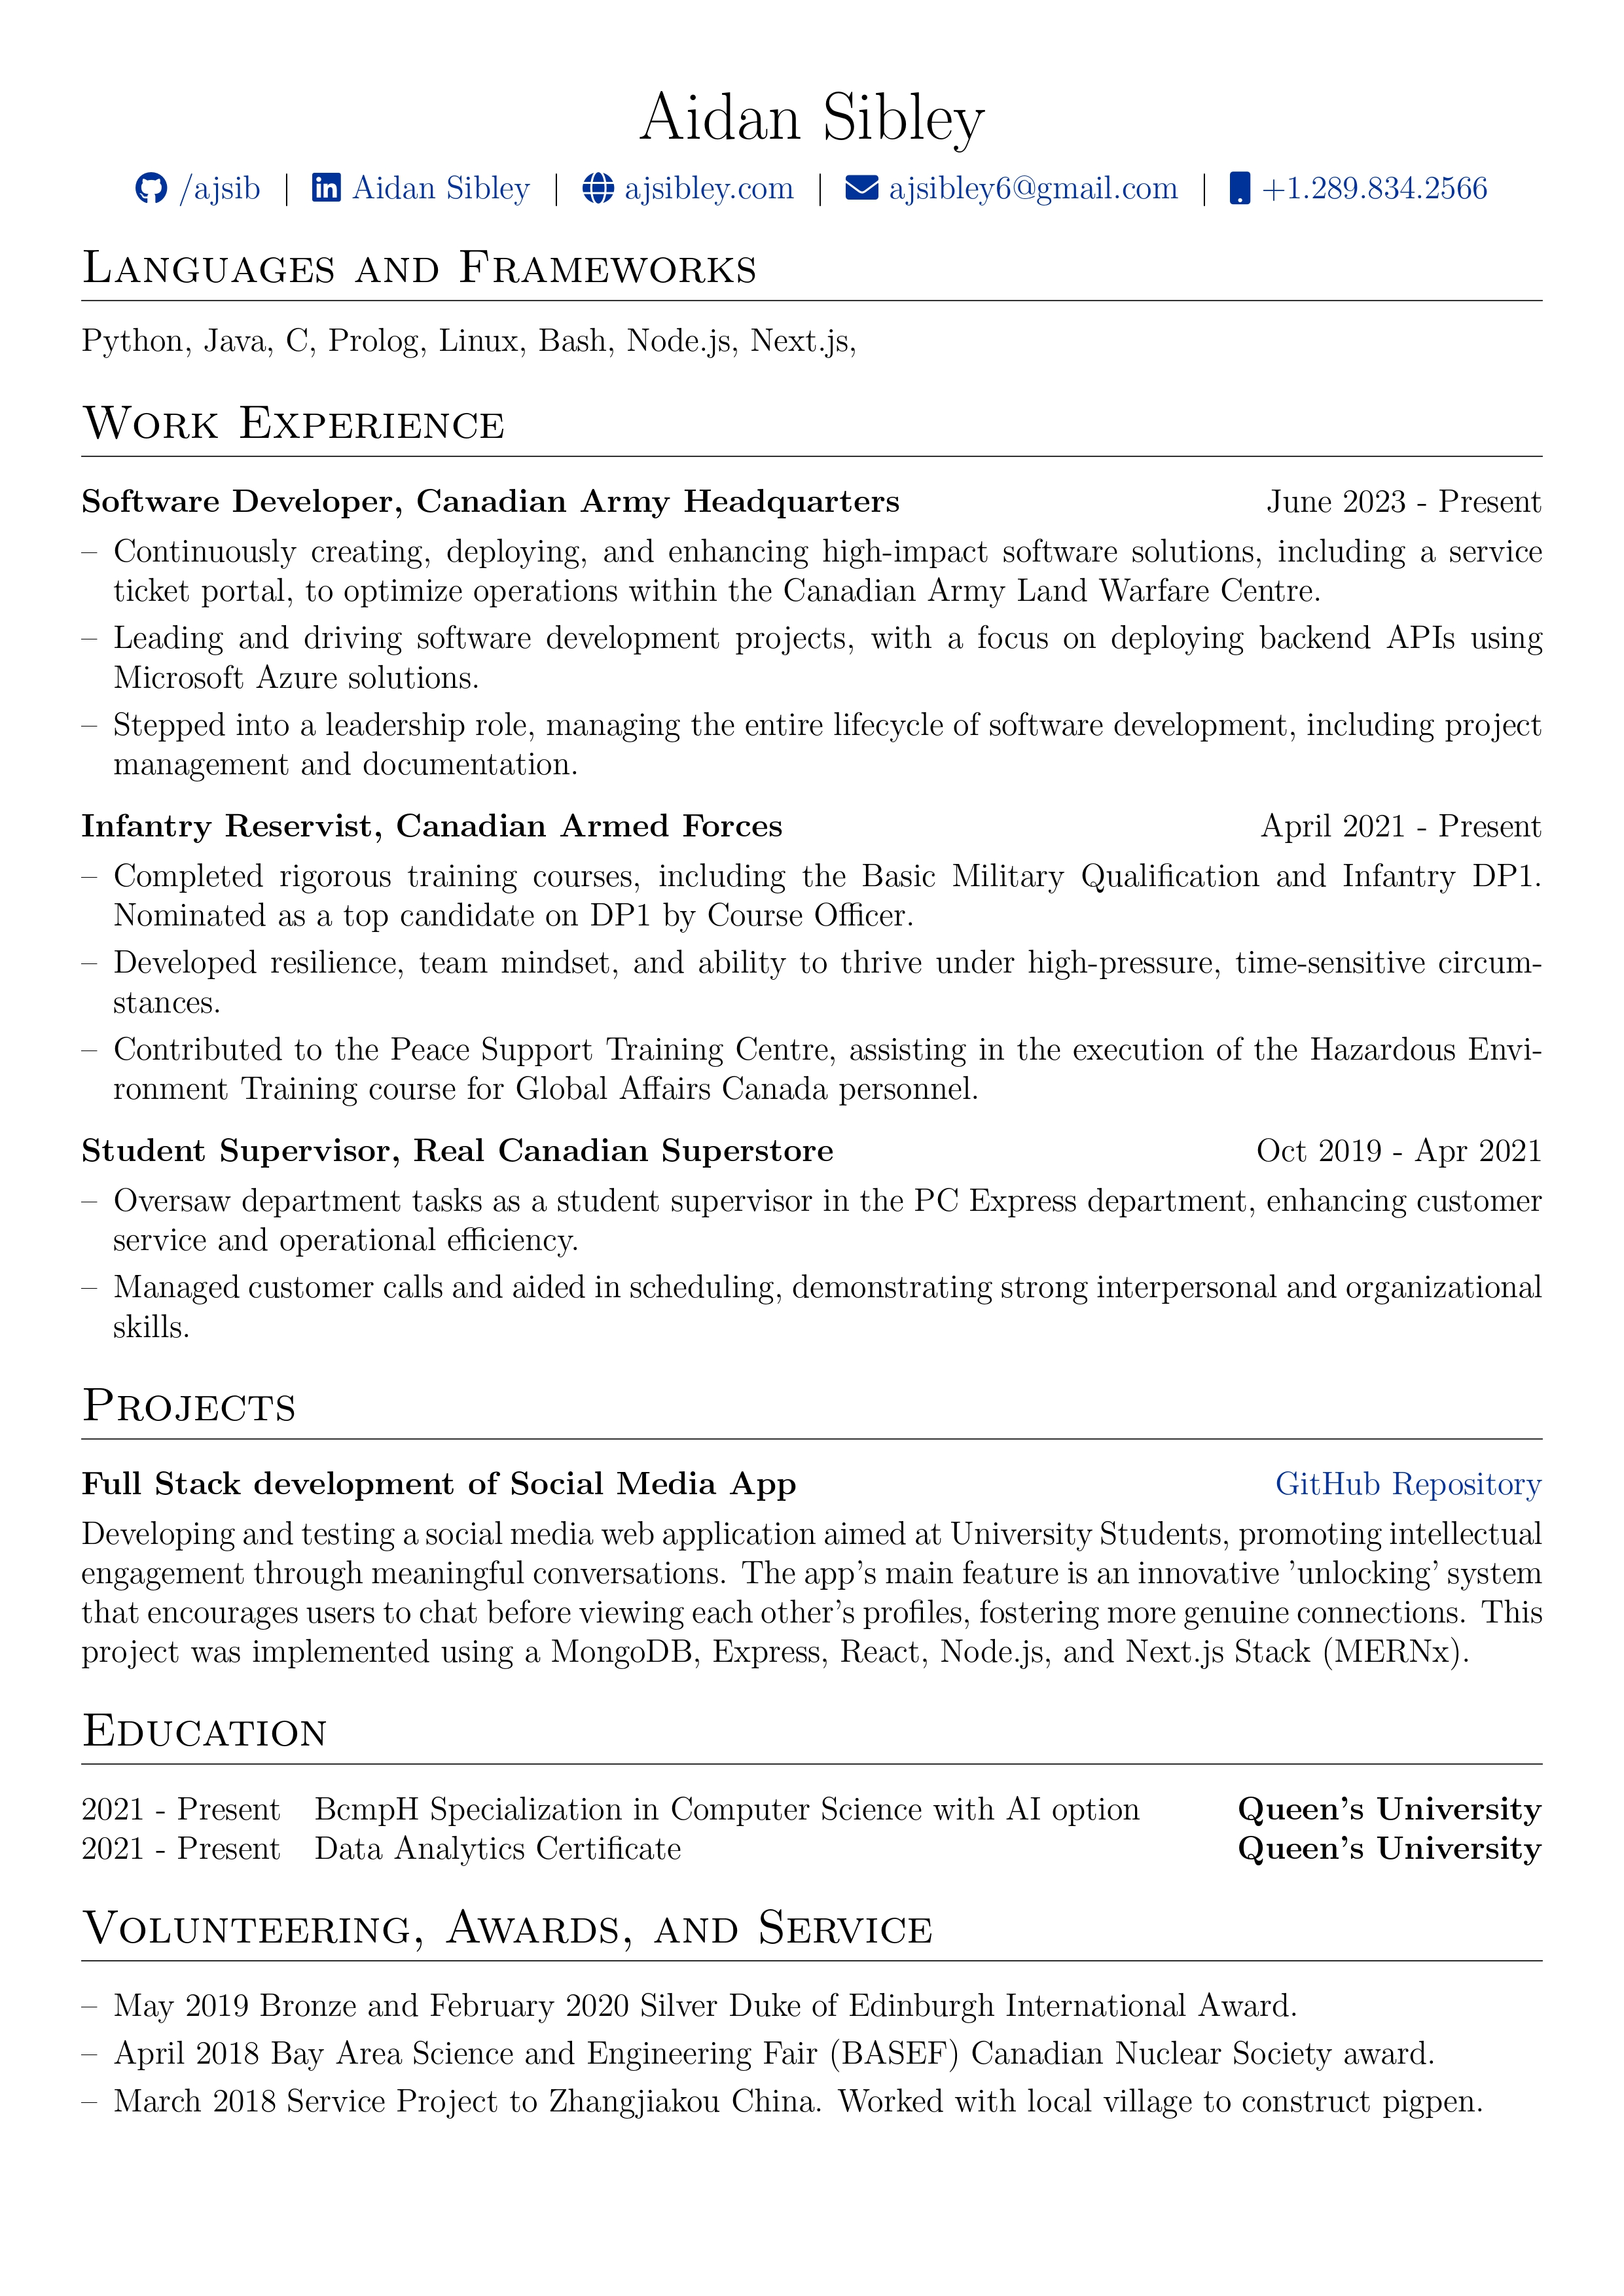 Aidan Sibley
/ajsib | Aidan Sibley | ajsibley.com | ajsibley6@gmail.com | +1.289.834.2566
Languages and Frameworks
Python, Java, C, Prolog, Linux, Bash, Node.js, Next.js,
Work Experience
Software Developer, Canadian Army Headquarters June 2023 - Present
– Continuously creating, deploying, and enhancing high-impact software solutions, including a service
ticket portal, to optimize operations within the Canadian Army Land Warfare Centre.
– Leading and driving software development projects, with a focus on deploying backend APIs using
Microsoft Azure solutions.
– Stepped into a leadership role, managing the entire lifecycle of software development, including project
management and documentation.
Infantry Reservist, Canadian Armed Forces April 2021 - Present
– Completed rigorous training courses, including the Basic Military Qualification and Infantry DP1.
Nominated as a top candidate on DP1 by Course Officer.
– Developed resilience, team mindset, and ability to thrive under high-pressure, time-sensitive circum-
stances.
– Contributed to the Peace Support Training Centre, assisting in the execution of the Hazardous Envi-
ronment Training course for Global Affairs Canada personnel.
Student Supervisor, Real Canadian Superstore Oct 2019 - Apr 2021
– Oversaw department tasks as a student supervisor in the PC Express department, enhancing customer
service and operational efficiency.
– Managed customer calls and aided in scheduling, demonstrating strong interpersonal and organizational
skills.
Projects
Full Stack development of Social Media App GitHub Repository
Developing and testing a social media web application aimed at University Students, promoting intellectual
engagement through meaningful conversations. The app's main feature is an innovative 'unlocking' system
that encourages users to chat before viewing each other's profiles, fostering more genuine connections. This
project was implemented using a MongoDB, Express, React, Node.js, and Next.js Stack (MERNx).
Education
2021 - Present BcmpH Specialization in Computer Science with AI option Queen's University
2021 - Present Data Analytics Certificate Queen's University
Volunteering, Awards, and Service
– May 2019 Bronze and February 2020 Silver Duke of Edinburgh International Award.
– April 2018 Bay Area Science and Engineering Fair (BASEF) Canadian Nuclear Society award.
– March 2018 Service Project to Zhangjiakou China. Worked with local village to construct pigpen.